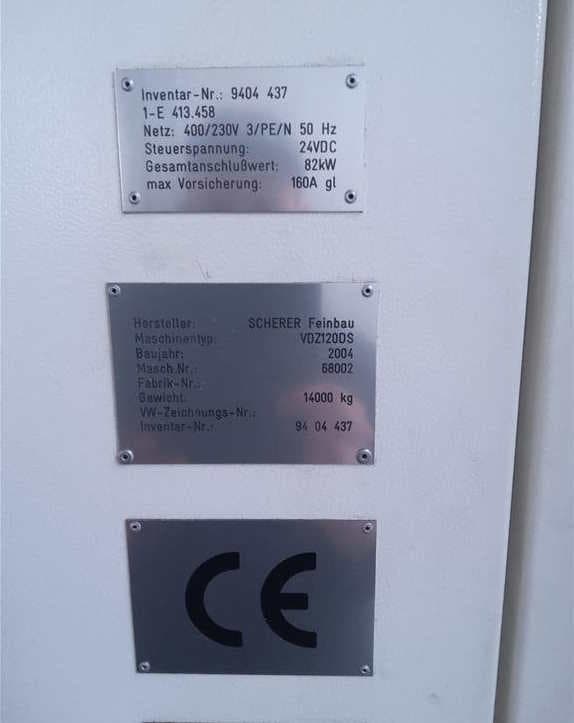 Inventar-Nr.: 9404 437
1-E 413.458
Netz: 400/230V 3/PE/N 50 Hz
Steuerspannung: 24VDC
Gesamtanschlußwert: 82kW
max Vorsicherung: 160A gl
Hersteller: SCHERER Feinbau
Maschinentyp: VDZ120DS
Baujahr: 2004
Masch.Nr.: 68002
Fabrik-Nr.:
Gewicht: 14000 kg
VW-Zeichnungs-Nr.:
Inventar-Nr.: 94 04 437
CE